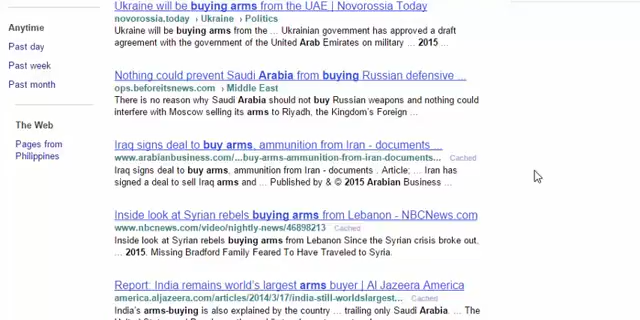 Ukraine will be buying arms from the UAE | Novorossia Today
novorossia.today › Ukraine › Politics
Ukraine will be buying arms from the ... Ukrainian government has approved a draft
agreement with the government of the United Arab Emirates on military ... 2015 ...
Anytime
Past day
Past week
Past month
The Web
Pages from
Philippines
Nothing could prevent Saudi Arabia from buying Russian defensive ...
ops.beforeitsnews.com › Middle East
There is no reason why Saudi Arabia should not buy Russian weapons and nothing could
interfere with Moscow selling its arms to Riyadh, the Kingdom's Foreign ...
Iraq signs deal to buy arms, ammunition from Iran - documents ...
www.arabianbusiness.com/...buy-arms-ammunition-from-iran-documents... Cached
Iraq signs deal to buy arms, ammunition from Iran - documents . Article; ... Iran has
signed a deal to sell Iraq arms and ... Published by & © 2015 Arabian Business ...
Inside look at Syrian rebels buying arms from Lebanon - NBCNews.com
www.nbcnews.com/video/nightly-news/46898213 Cached
Inside look at Syrian rebels buying arms from Lebanon Since the Syrian crisis broke out,
... 2015. Missing Bradford Family Feared To Have Traveled to Syria.
Report: India remains world's largest arms buyer | Al Jazeera America
america.aljazeera.com/articles/2014/3/17/india-still-worldslargest... Cached
India's arms-buying is also explained by the country ... trailing only Saudi Arabia. ... The